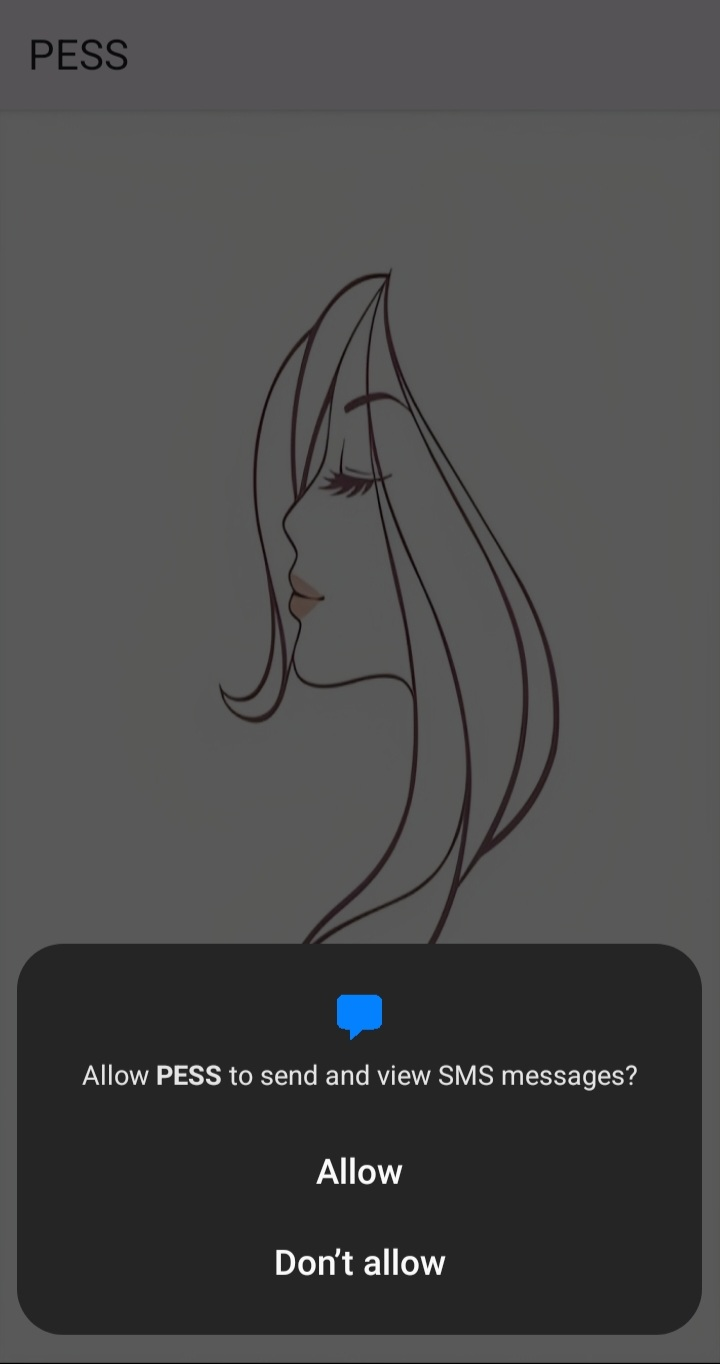 PESS
Allow PESS to send and view SMS messages?
Allow
Don’t allow